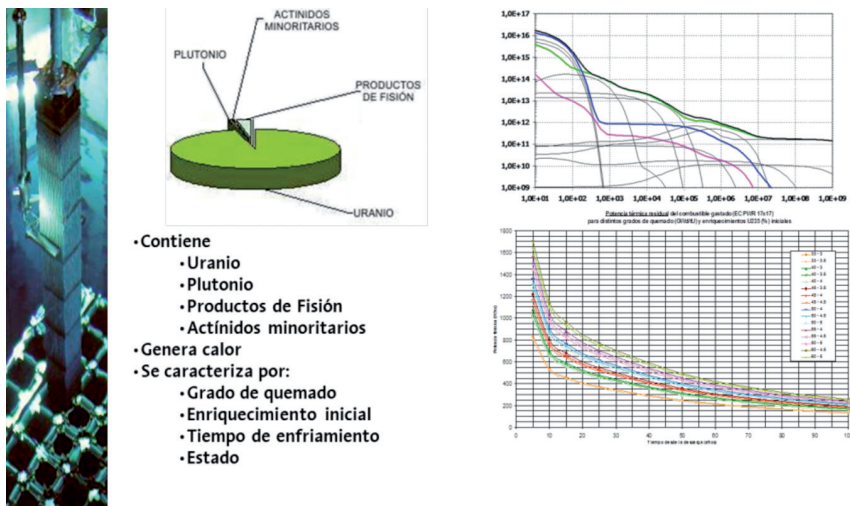 ACTINIDOS
MINORITARIOS
PLUTONIO
PRODUCTOS
DE FISIÓN
URANIO
•Contiene
•Uranio
•Plutonio
•Productos de Fisión
•Actínidos minoritarios
•Genera calor
•Se caracteriza por:
•Grado de quemado
•Enriquecimiento inicial
•Tiempo de enfriamiento
•Estado
1,0E+17
1,0E+16
1,0E+15
1,0E+14
1,0E+13
1,0E+12
1,0E+11
1,0E+10
1,0E+09
1,0E+01 1,0E+02 1,0E+03 1,0E+04 1,0E+05 1,0E+06 1,0E+07 1,0E+08 1,0E+09
Potencia térmica residual del combustible gastado (EC PWR 17x17)
para distintos grados de quemado (GWd/tU) y enriquecimientos U235 (%) iniciales
1800
1600
1400
1200
1000
800
600
400
200
0
0 10 20 30 40 50 60 70 80 90 100